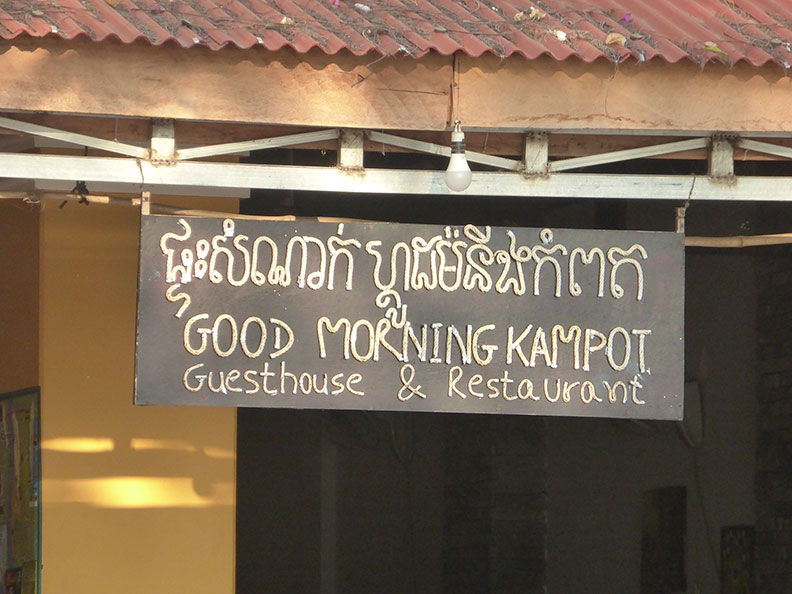 ផ្ទះសំណាក់ ហ្គូដម៉នីងកំពត
GOOD MORNING KAMPOT
Guesthouse & Restaurant